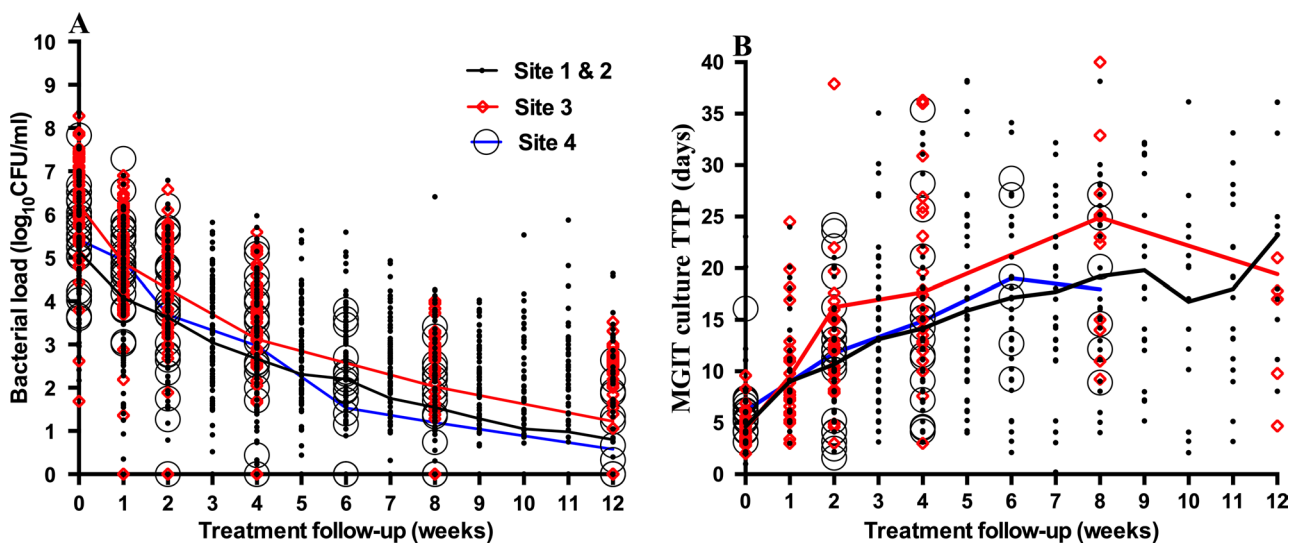 A
Bacterial load (log10CFU/ml)
10
9
8
7
6
5
4
3
2
1
0
Site 1 & 2
Site 3
Site 4
0 1 2 3 4 5 6 7 8 9 10 11 12
Treatment follow-up (weeks)
B
MGIT culture TTP (days)
40
35
30
25
20
15
10
5
0
0 1 2 3 4 5 6 7 8 9 10 11 12
Treatment follow-up (weeks)